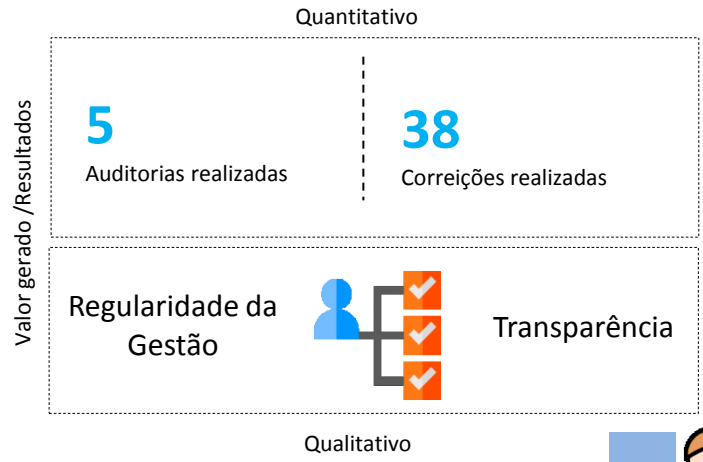 Quantitativo
Valor gerado /Resultados
5
Auditorias realizadas
38
Correições realizadas
Regularidade da
Gestão
Transparência
Qualitativo